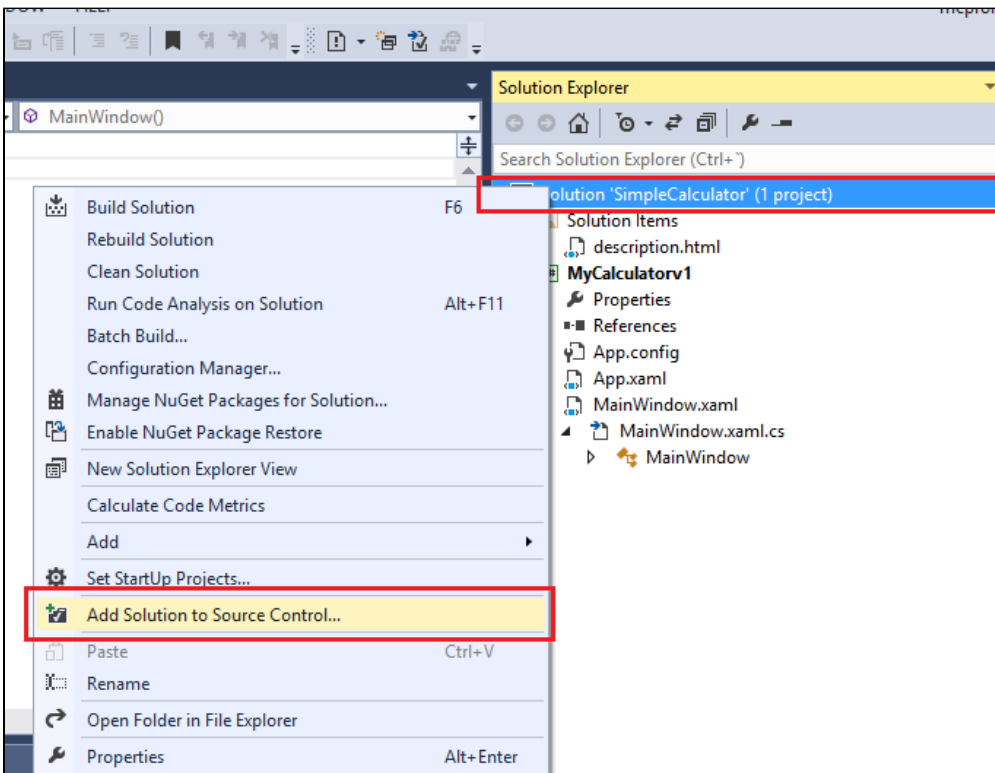 HELP
MainWindow()
Solution Explorer
Search Solution Explorer (Ctrl+`)
olution 'SimpleCalculator' (1 project)
Solution Items
description.html
MyCalculatorv1
Properties
References
App.config
App.xaml
MainWindow.xaml
MainWindow.xaml.cs
MainWindow
Build Solution F6
Rebuild Solution
Clean Solution
Run Code Analysis on Solution Alt+F11
Batch Build...
Configuration Manager...
Manage NuGet Packages for Solution...
Enable NuGet Package Restore
New Solution Explorer View
Calculate Code Metrics
Add
Set StartUp Projects...
Add Solution to Source Control...
Paste Ctrl+V
Rename
Open Folder in File Explorer
Properties Alt+Enter